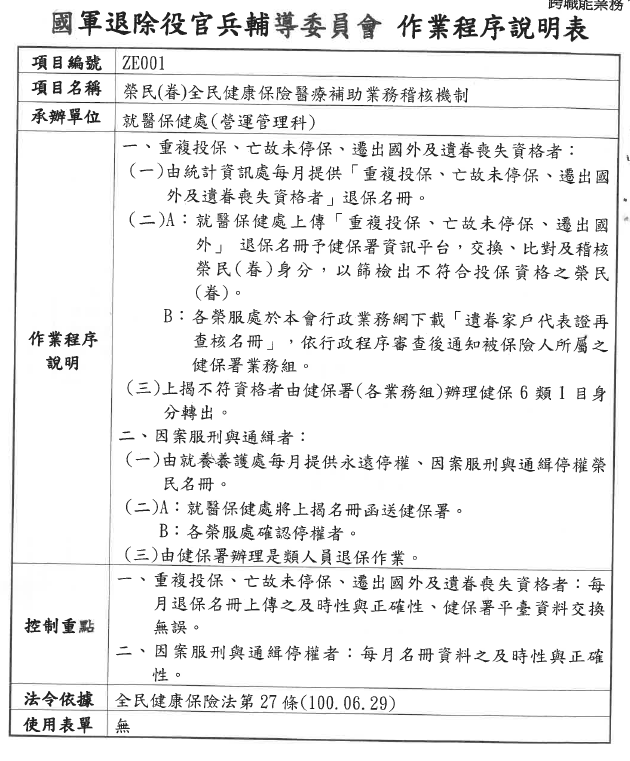 跨職能業務
國軍退除役官兵輔導委員會 作業程序說明表
項目編號 ZE001
項目名稱 榮民(眷)全民健康保險醫療補助業務稽核機制
承辦單位 就醫保健處(營運管理科)
作業程序說明
一、重複投保、亡故未停保、遷出國外及遺眷喪失資格者：
(一)由統計資訊處每月提供「重複投保、亡故未停保、遷出國
外及遺眷喪失資格者」退保名冊。
(二)A：就醫保健處上傳「重複投保、亡故未停保、遷出國
外」 退保名冊予健保署資訊平台，交換、比對及稽核
榮民(眷)身分，以篩檢出不符合投保資格之榮民
(眷)。
B：各榮服處於本會行政業務網下載「遺眷家戶代表證再
查核名冊」，依行政程序審查後通知被保險人所屬之
健保署業務組。
(三)上揭不符資格者由健保署(各業務組)辦理健保 6 類 1 目身
分轉出。
二、因案服刑與通緝者：
(一)由就養養護處每月提供永遠停權、因案服刑與通緝停權榮
民名冊。
(二)A：就醫保健處將上揭名冊函送健保署。
B：各榮服處確認停權者。
(三)由健保署辦理是類人員退保作業。
控制重點
一、重複投保、亡故未停保、遷出國外及遺眷喪失資格者：每
月退保名冊上傳之及時性與正確性、健保署平臺資料交換
無誤。
二、因案服刑與通緝停權者：每月名冊資料之及時性與正確
性。
法令依據 全民健康保險法第 27 條(100.06.29)
使用表單 無